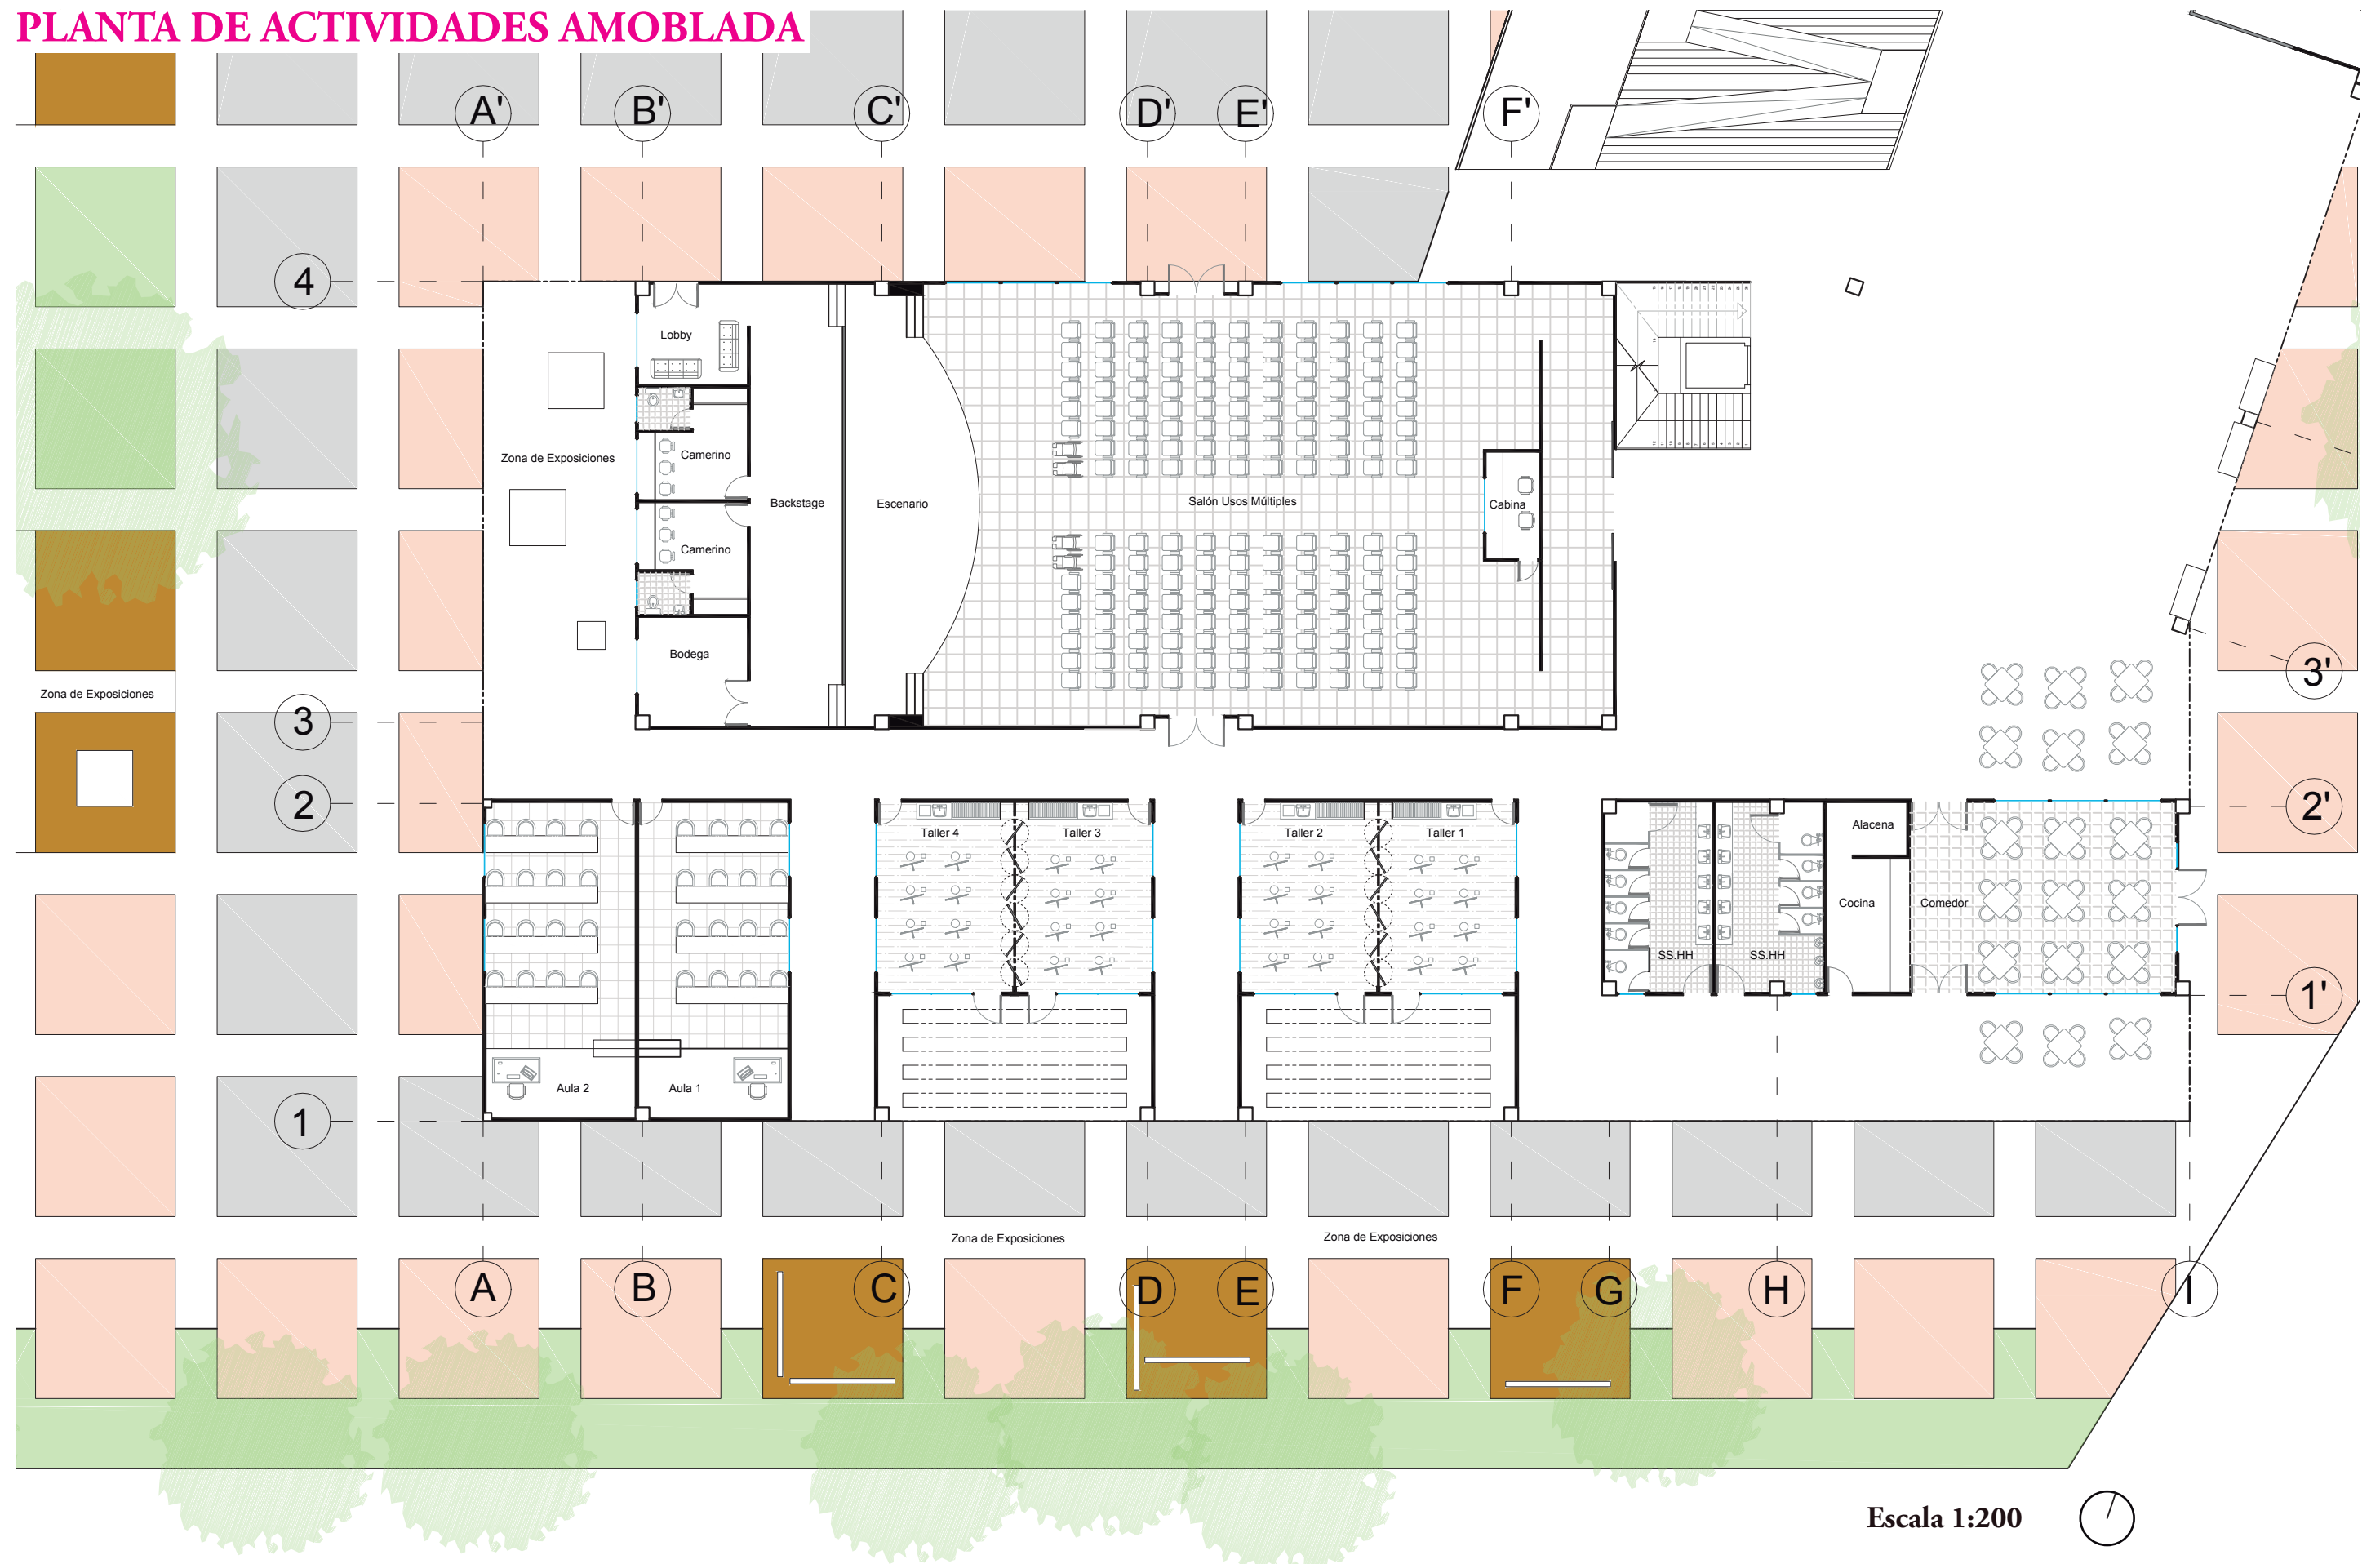 PLANTA DE ACTIVIDADES AMOBLADA
A'
B'
C'
D'
E'
F'
4
Lobby
Zona de Exposiciones
Camerino
Backstage
Escenario
Salón Usos Múltiples
Cabina
Camerino
Bodega
3'
Zona de Exposiciones
3
2
2'
Taller 4
Taller 3
Taller 2
Taller 1
Alacena
Cocina
Comedor
SS.HH
SS.HH
1'
Aula 2
Aula 1
1
Zona de Exposiciones
Zona de Exposiciones
A
B
C
D
E
F
G
H
I
Escala 1:200